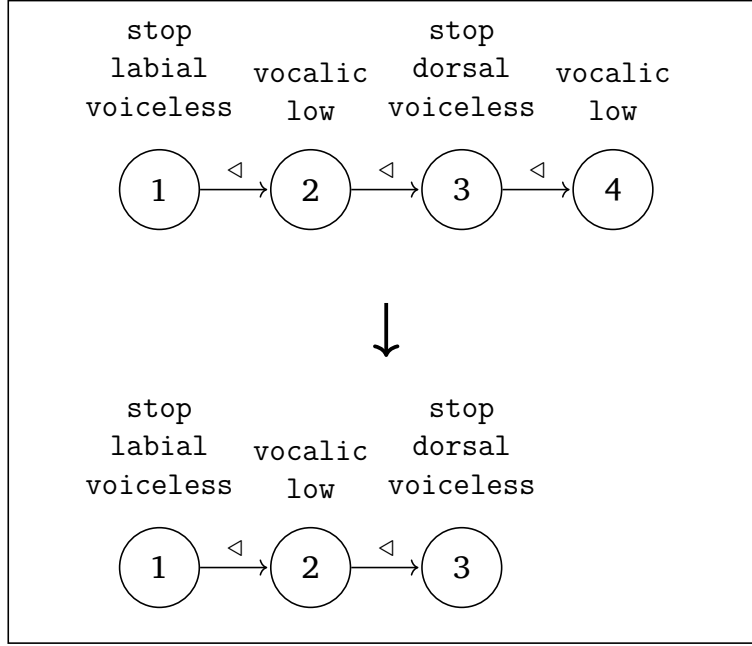 stop stop
labial vocalic dorsal vocalic
voiceless low voiceless low
◁ ◁ ◁
1 2 3 4
↓
stop stop
labial vocalic dorsal
voiceless low voiceless
◁ ◁
1 2 3